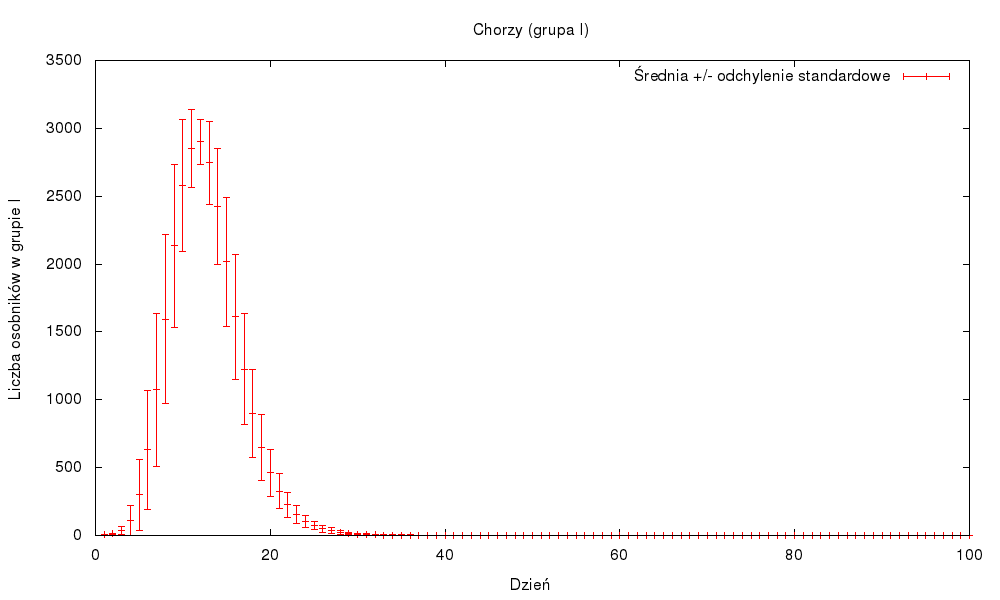 Chorzy (grupa I)
Średnia +/- odchylenie standardowe
3500
3000
2500
2000
1500
1000
500
0
Liczba osobników w grupie I
0 20 40 60 80 100
Dzień